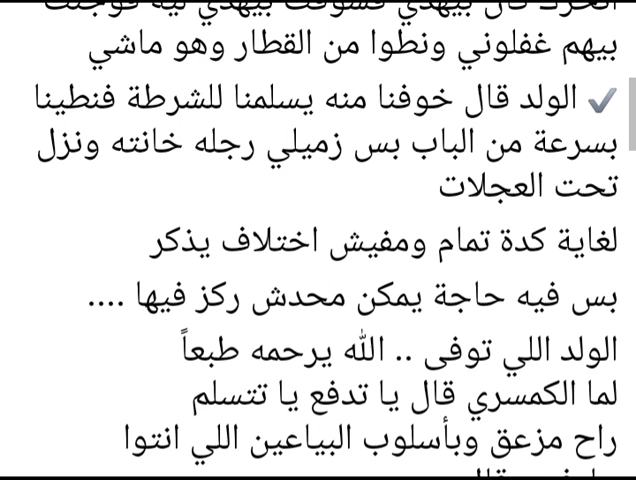 بيهم غفلوني ونطوا من القطار وهو ماشي
✔ الولد قال خوفنا منه يسلمنا للشرطة فنطينا
بسرعة من الباب بس زميلي رجله خانته ونزل
تحت العجلات
لغاية كدة تمام ومفيش اختلاف يذكر
بس فيه حاجة يمكن محدش ركز فيها ....
الولد اللي توفى .. الله يرحمه طبعاً
لما الكمسري قال يا تدفع يا تتسلم
راح مزعق وبأسلوب البياعين اللي انتوا